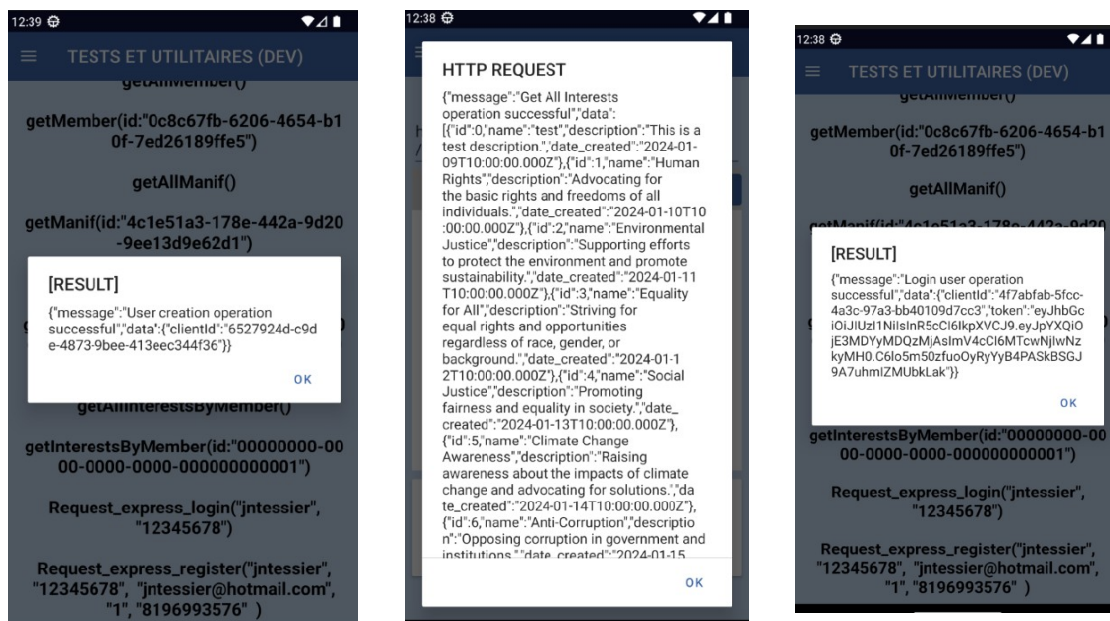 12:39
TESTS ET UTILITAIRES (DEV)
getAllMember()
getMember(id:"0c8c67fb-6206-4654-b1
0f-7ed26189ffe5")
getAllManif()
getManif(id:"4c1e51a3-178e-442a-9d20
-9ee13d9e62d1")
[RESULT]
{"message":"User creation operation
successful","data":{"clientId":"6527924d-c9d
e-4873-9bee-413eec344f36"}}
OK
getAllInterestsByMember()
getInterestsByMember(id:"00000000-00
00-0000-0000-000000000001")
Request_express_login("jntessier",
"12345678")
Request_express_register("jntessier",
"12345678", "jntessier@hotmail.com",
"1", "8196993576" )
12:38
HTTP REQUEST
{"message":"Get All Interests
operation successful","data":
[{"id":0,"name":"test","description":"This is a
test description.","date_created":"2024-01-
09T10:00:00.000Z"},{"id":1,"name":"Human
Rights","description":"Advocating for
the basic rights and freedoms of all
individuals.","date_created":"2024-01-10T10
:00:00.000Z"},{"id":2,"name":"Environmental
Justice","description":"Supporting efforts
to protect the environment and promote
sustainability.","date_created":"2024-01-11
T10:00:00.000Z"},{"id":3,"name":"Equality
for All","description":"Striving for
equal rights and opportunities
regardless of race, gender, or
background.","date_created":"2024-01-1
2T10:00:00.000Z"},{"id":4,"name":"Social
Justice","description":"Promoting
fairness and equality in society.","date_
created":"2024-01-13T10:00:00.000Z"},
{"id":5,"name":"Climate Change
Awareness","description":"Raising
awareness about the impacts of climate
change and advocating for solutions.","da
te_created":"2024-01-14T10:00:00.000Z"},
{"id":6,"name":"Anti-Corruption","descriptio
n":"Opposing corruption in government and
institutions.","date_created":"2024-01-15
OK
12:38
TESTS ET UTILITAIRES (DEV)
getAllMember()
getMember(id:"0c8c67fb-6206-4654-b1
0f-7ed26189ffe5")
getAllManif()
getManif(id:"4c1e51a3-178e-442a-9d20
[RESULT]
{"message":"Login user operation
successful","data":{"clientId":"4f7abfab-5fcc-
4a3c-97a3-bb40109d7cc3","token":"eyJhbGc
iOiJIUzI1NiIsInR5cCI6IkpXVCJ9.eyJpYXQiO
jE3MDYyMDQzMjAsImV4cCI6MTcwNjIwNz
kyMH0.C6lo5m50zfuoOyRyYyB4PASkBSGJ
9A7uhmIZMUbkLak"}}
OK
getInterestsByMember(id:"00000000-00
00-0000-0000-000000000001")
Request_express_login("jntessier",
"12345678")
Request_express_register("jntessier",
"12345678", "jntessier@hotmail.com",
"1", "8196993576" )